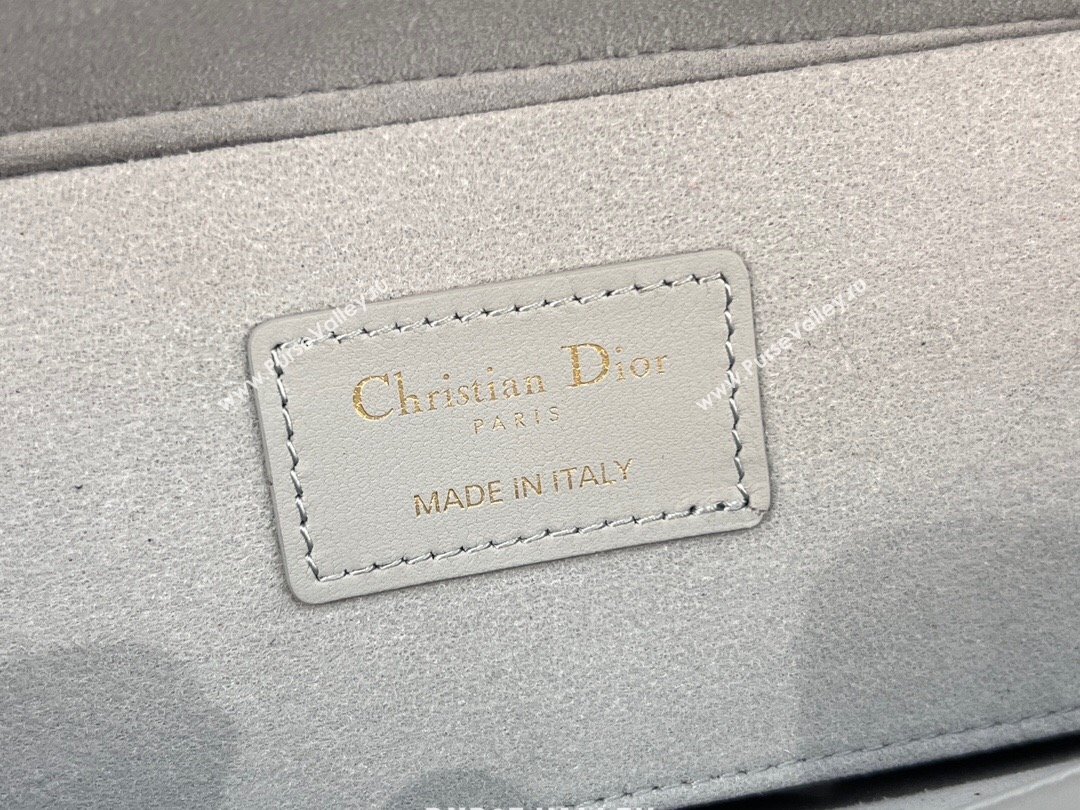 Christian Dior
PARIS
MADE IN ITALY
www.PurseValley.ru
www.PurseValley.ru